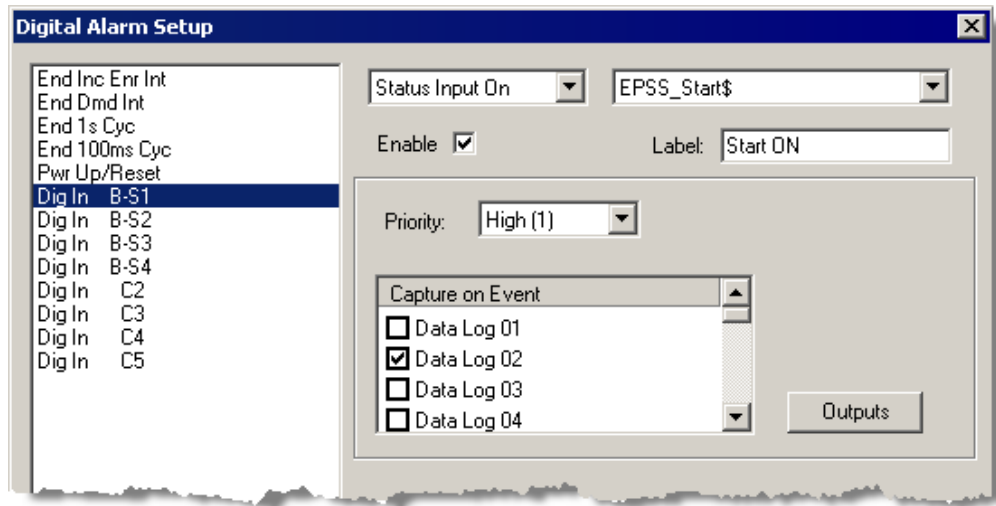 Digital Alarm Setup
End Inc Enr Int
End Dmd Int
End 1s Cyc
End 100ms Cyc
Pwr Up/Reset
Dig In B-S1
Dig In B-S2
Dig In B-S3
Dig In B-S4
Dig In C2
Dig In C3
Dig In C4
Dig In C5
Status Input On
EPSS_Start$
Enable
Label: Start ON
Priority: High (1)
Capture on Event
Data Log 01
Data Log 02
Data Log 03
Data Log 04
Outputs